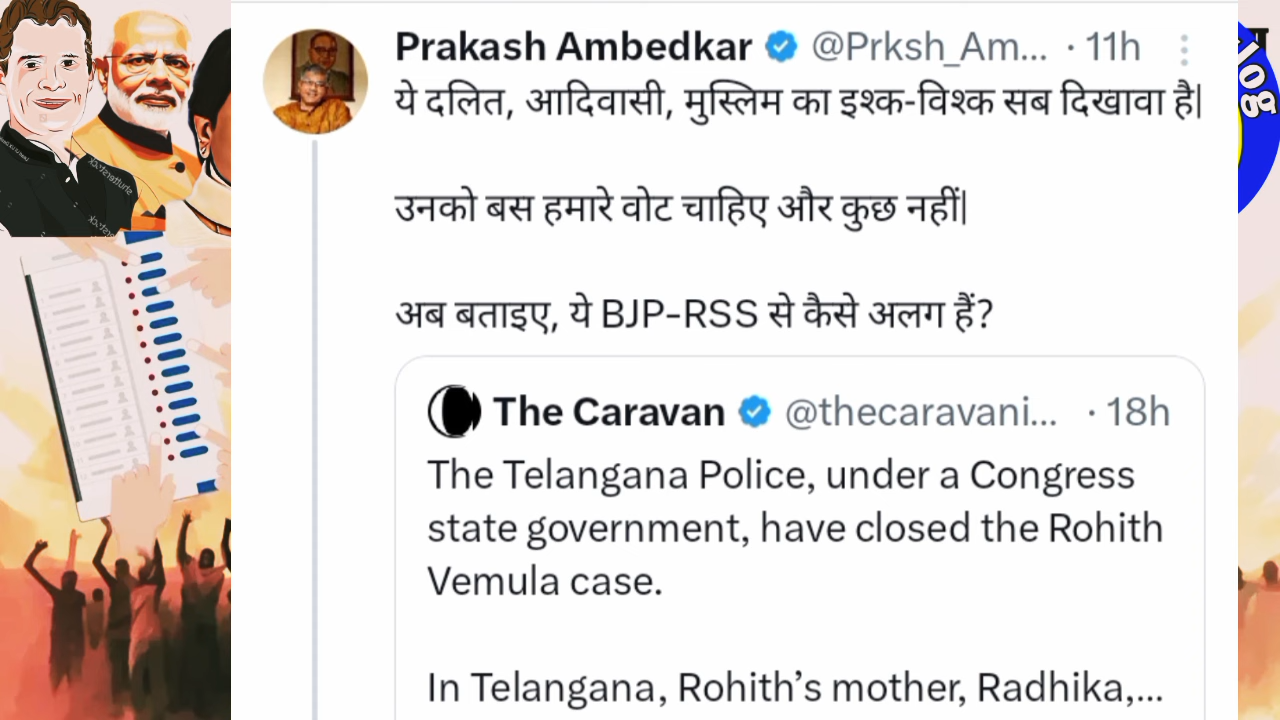 Prakash Ambedkar @Prksh_Am... · 11h
ये दलित, आदिवासी, मुस्लिम का इश्क-विश्क सब दिखावा है|
उनको बस हमारे वोट चाहिए और कुछ नहीं|
अब बताइए, ये BJP-RSS से कैसे अलग हैं?
The Caravan @thecaravani... · 18h
The Telangana Police, under a Congress
state government, have closed the Rohith
Vemula case.
In Telangana, Rohith’s mother, Radhika,...